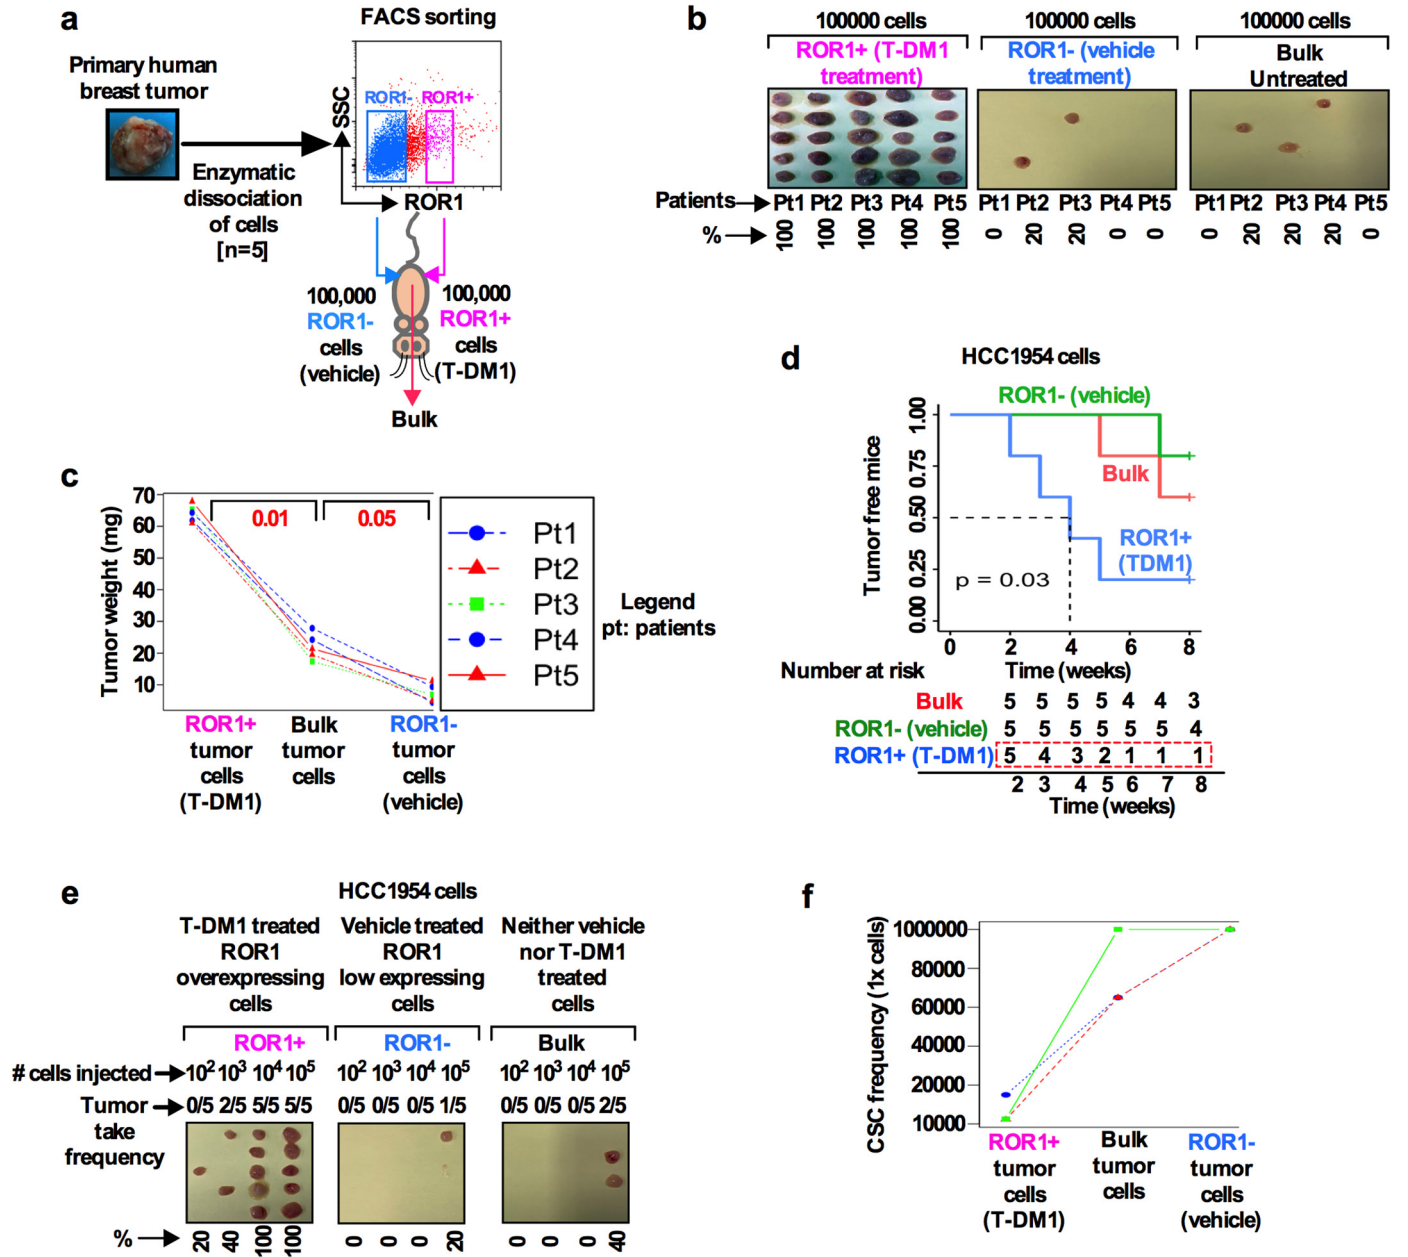 a
FACS sorting
Primary human
breast tumor
SSC
ROR1-
ROR1+
Enzymatic
dissociation
of cells
[n=5]
ROR1
100,000
ROR1-
cells
(vehicle)
100,000
ROR1+
cells
(T-DM1)
Bulk
b
100000 cells
100000 cells
100000 cells
ROR1+ (T-DM1
treatment)
ROR1- (vehicle
treatment)
Bulk
Untreated
Patients
Pt1 Pt2 Pt3 Pt4 Pt5
Pt1 Pt2 Pt3 Pt4 Pt5
Pt1 Pt2 Pt3 Pt4 Pt5
%
100 100 100 100 100
0 20 20 0 0
0 20 20 20 0
c
Tumor weight (mg)
70
60
50
40
30
20
10
0.01
0.05
ROR1+
tumor
cells
(T-DM1)
Bulk
tumor
cells
ROR1-
tumor
cells
(vehicle)
Pt1
Pt2
Pt3
Pt4
Pt5
Legend
pt: patients
d
HCC1954 cells
ROR1- (vehicle)
Tumor free mice
1.00
0.75
0.50
0.25
0.00
Bulk
ROR1+
(TDM1)
p = 0.03
0 2 4 6 8
Time (weeks)
Number at risk
Bulk 5 5 5 5 4 4 3
ROR1- (vehicle) 5 5 5 5 5 5 4
ROR1+ (T-DM1) 5 4 3 2 1 1 1
2 3 4 5 6 7 8
Time (weeks)
e
HCC1954 cells
T-DM1 treated
ROR1
overexpressing
cells
Vehicle treated
ROR1
low expressing
cells
Neither vehicle
nor T-DM1
treated
cells
ROR1+
ROR1-
Bulk
# cells injected
10² 10³ 10⁴ 10⁵
10² 10³ 10⁴ 10⁵
10² 10³ 10⁴ 10⁵
Tumor
take
frequency
0/5 2/5 5/5 5/5
0/5 0/5 0/5 1/5
0/5 0/5 0/5 2/5
%
20 40 100 100
0 0 0 20
0 0 0 40
f
CSC frequency (1x cells)
1000000
80000
60000
40000
20000
10000
ROR1+
tumor
cells
(T-DM1)
Bulk
tumor
cells
ROR1-
tumor
cells
(vehicle)